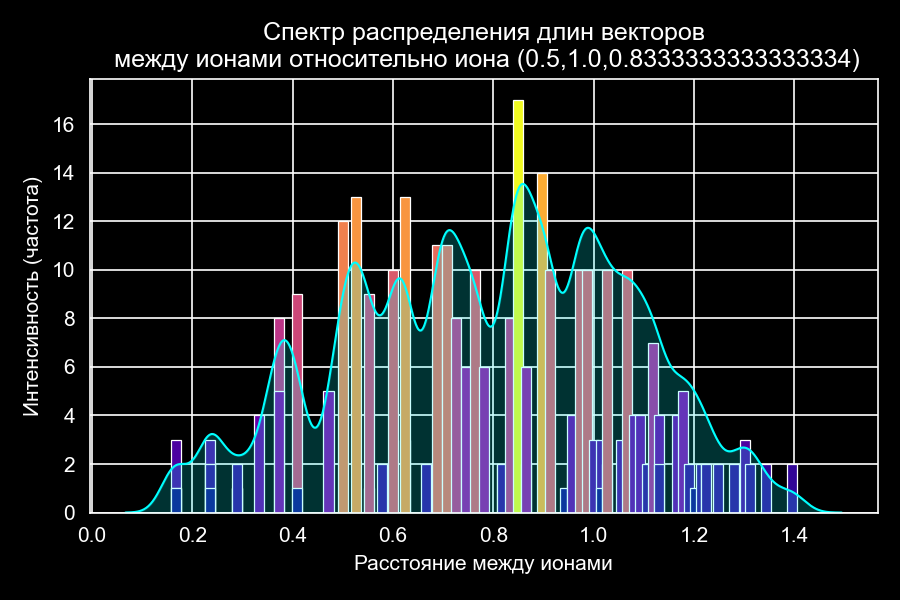 Спектр распределения длин векторов
между ионами относительно иона (0.5,1.0,0.8333333333333334)
Интенсивность (частота)
16
14
12
10
8
6
4
2
0
0.0 0.2 0.4 0.6 0.8 1.0 1.2 1.4
Расстояние между ионами